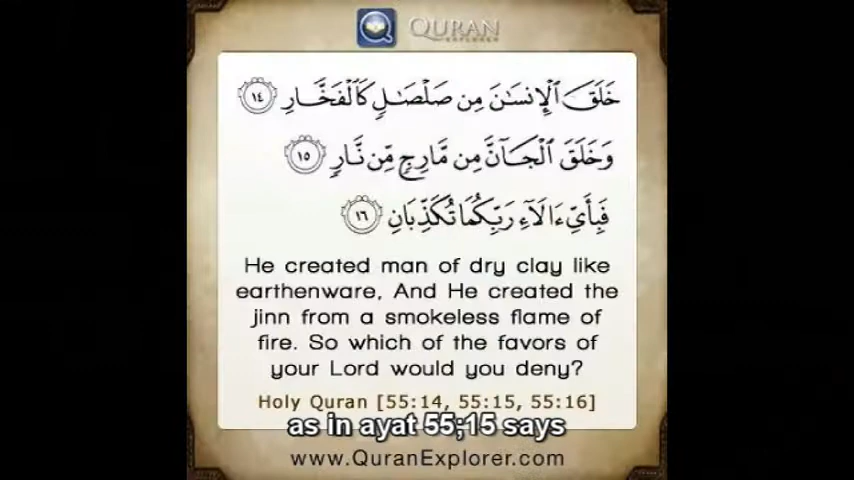 QURAN
EXPLORER
خَلَقَ ٱلْإِنسَـٰنَ مِن صَلْصَـٰلٍ كَٱلْفَخَّارِ ١٤
وَخَلَقَ ٱلْجَآنَّ مِن مَّارِجٍ مِّن نَّارٍ ١٥
فَبِأَىِّ ءَالَآءِ رَبِّكُمَا تُكَذِّبَانِ ١٦
He created man of dry clay like
earthenware, And He created the
jinn from a smokeless flame of
fire. So which of the favors of
your Lord would you deny?
Holy Quran [55:14, 55:15, 55:16]
as in ayat 55;15 says
www.QuranExplorer.com